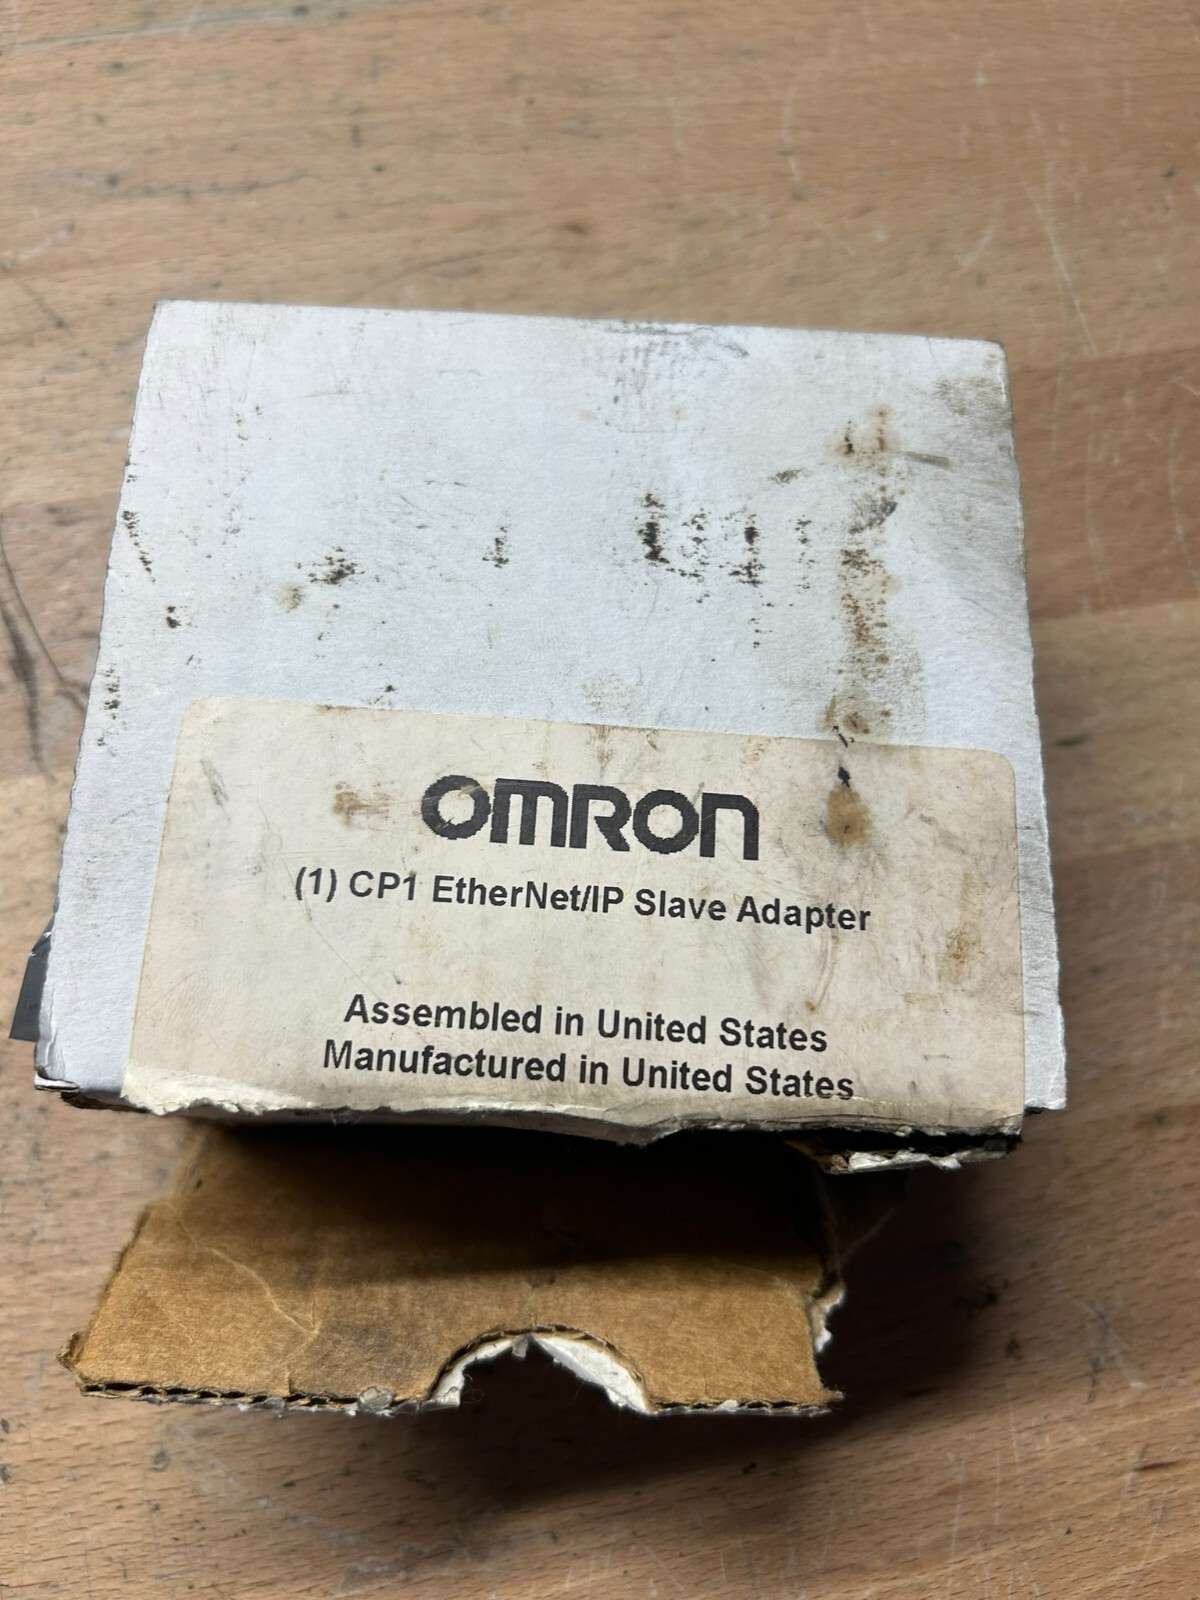 OMRON
(1) CP1 EtherNet/IP Slave Adapter
Assembled in United States
Manufactured in United States